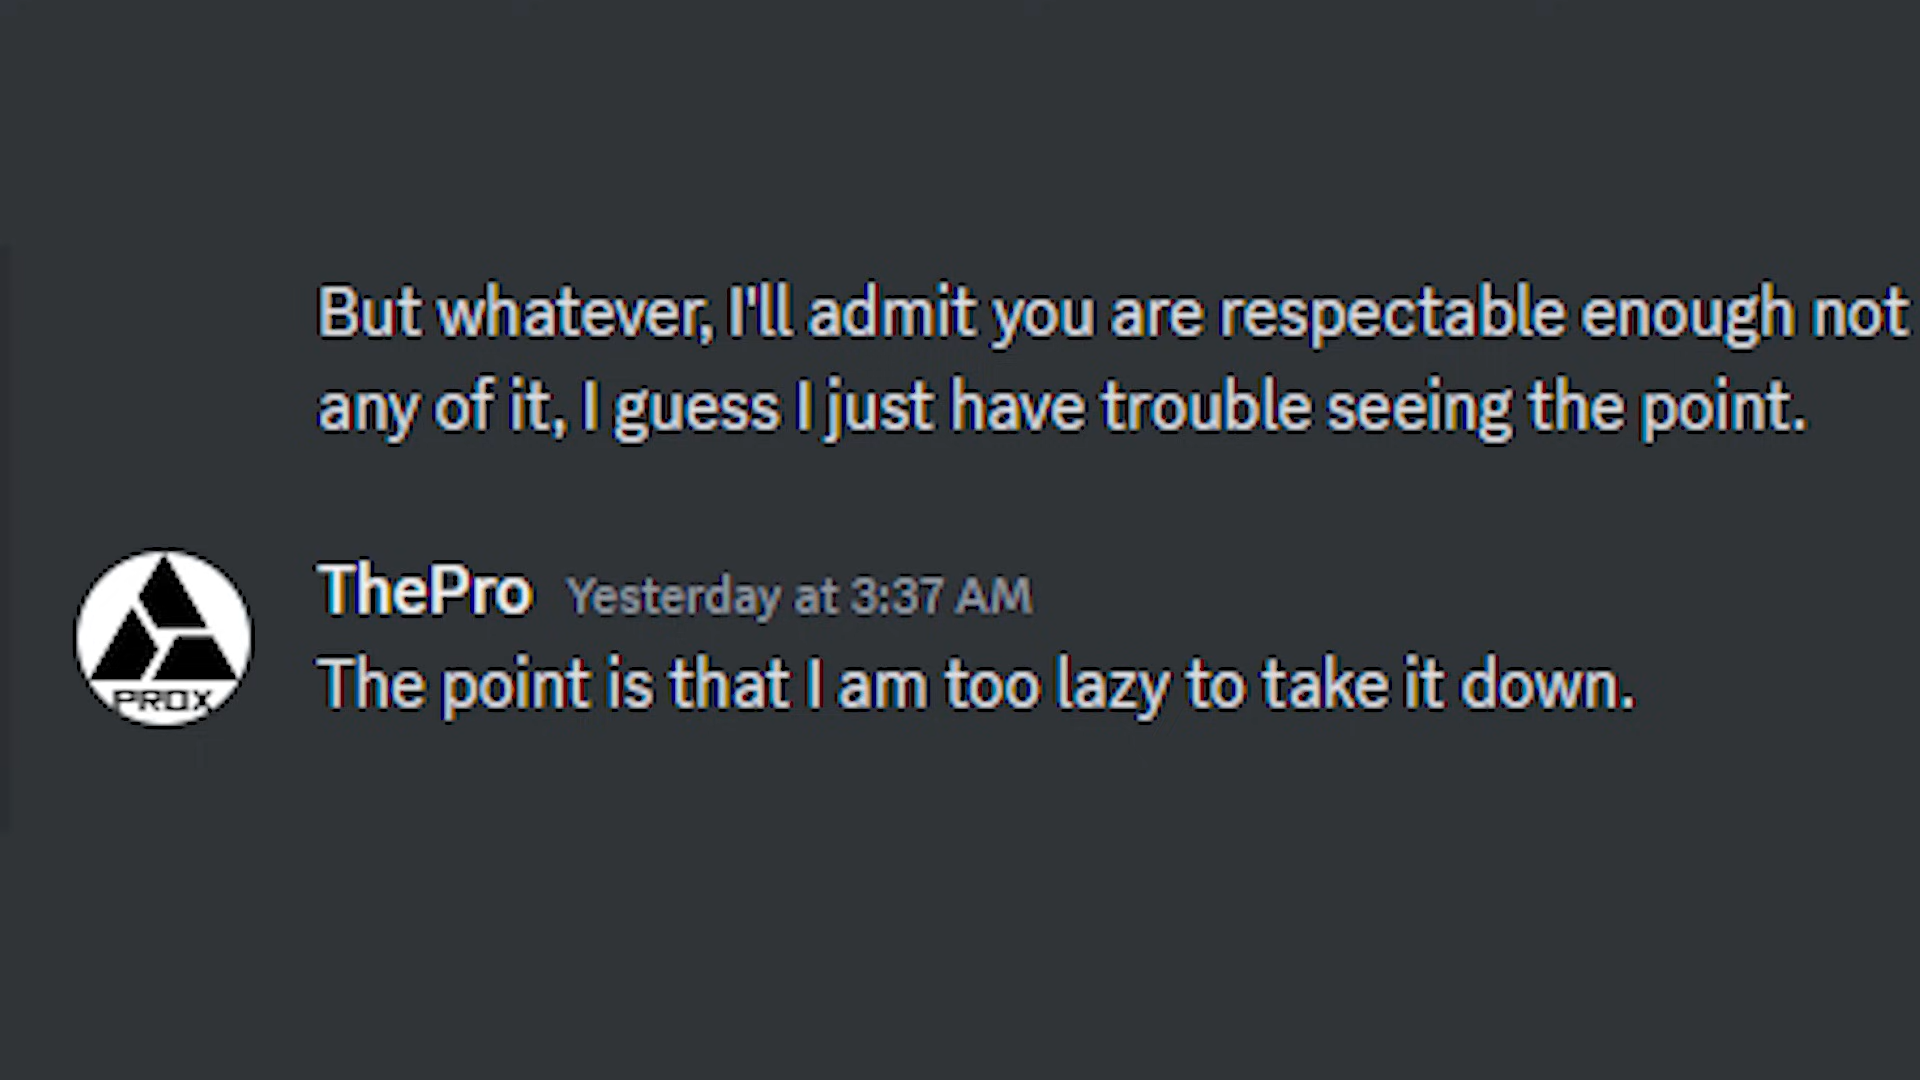 But whatever, I'll admit you are respectable enough not
any of it, I guess I just have trouble seeing the point.
ThePro Yesterday at 3:37 AM
The point is that I am too lazy to take it down.
PROX